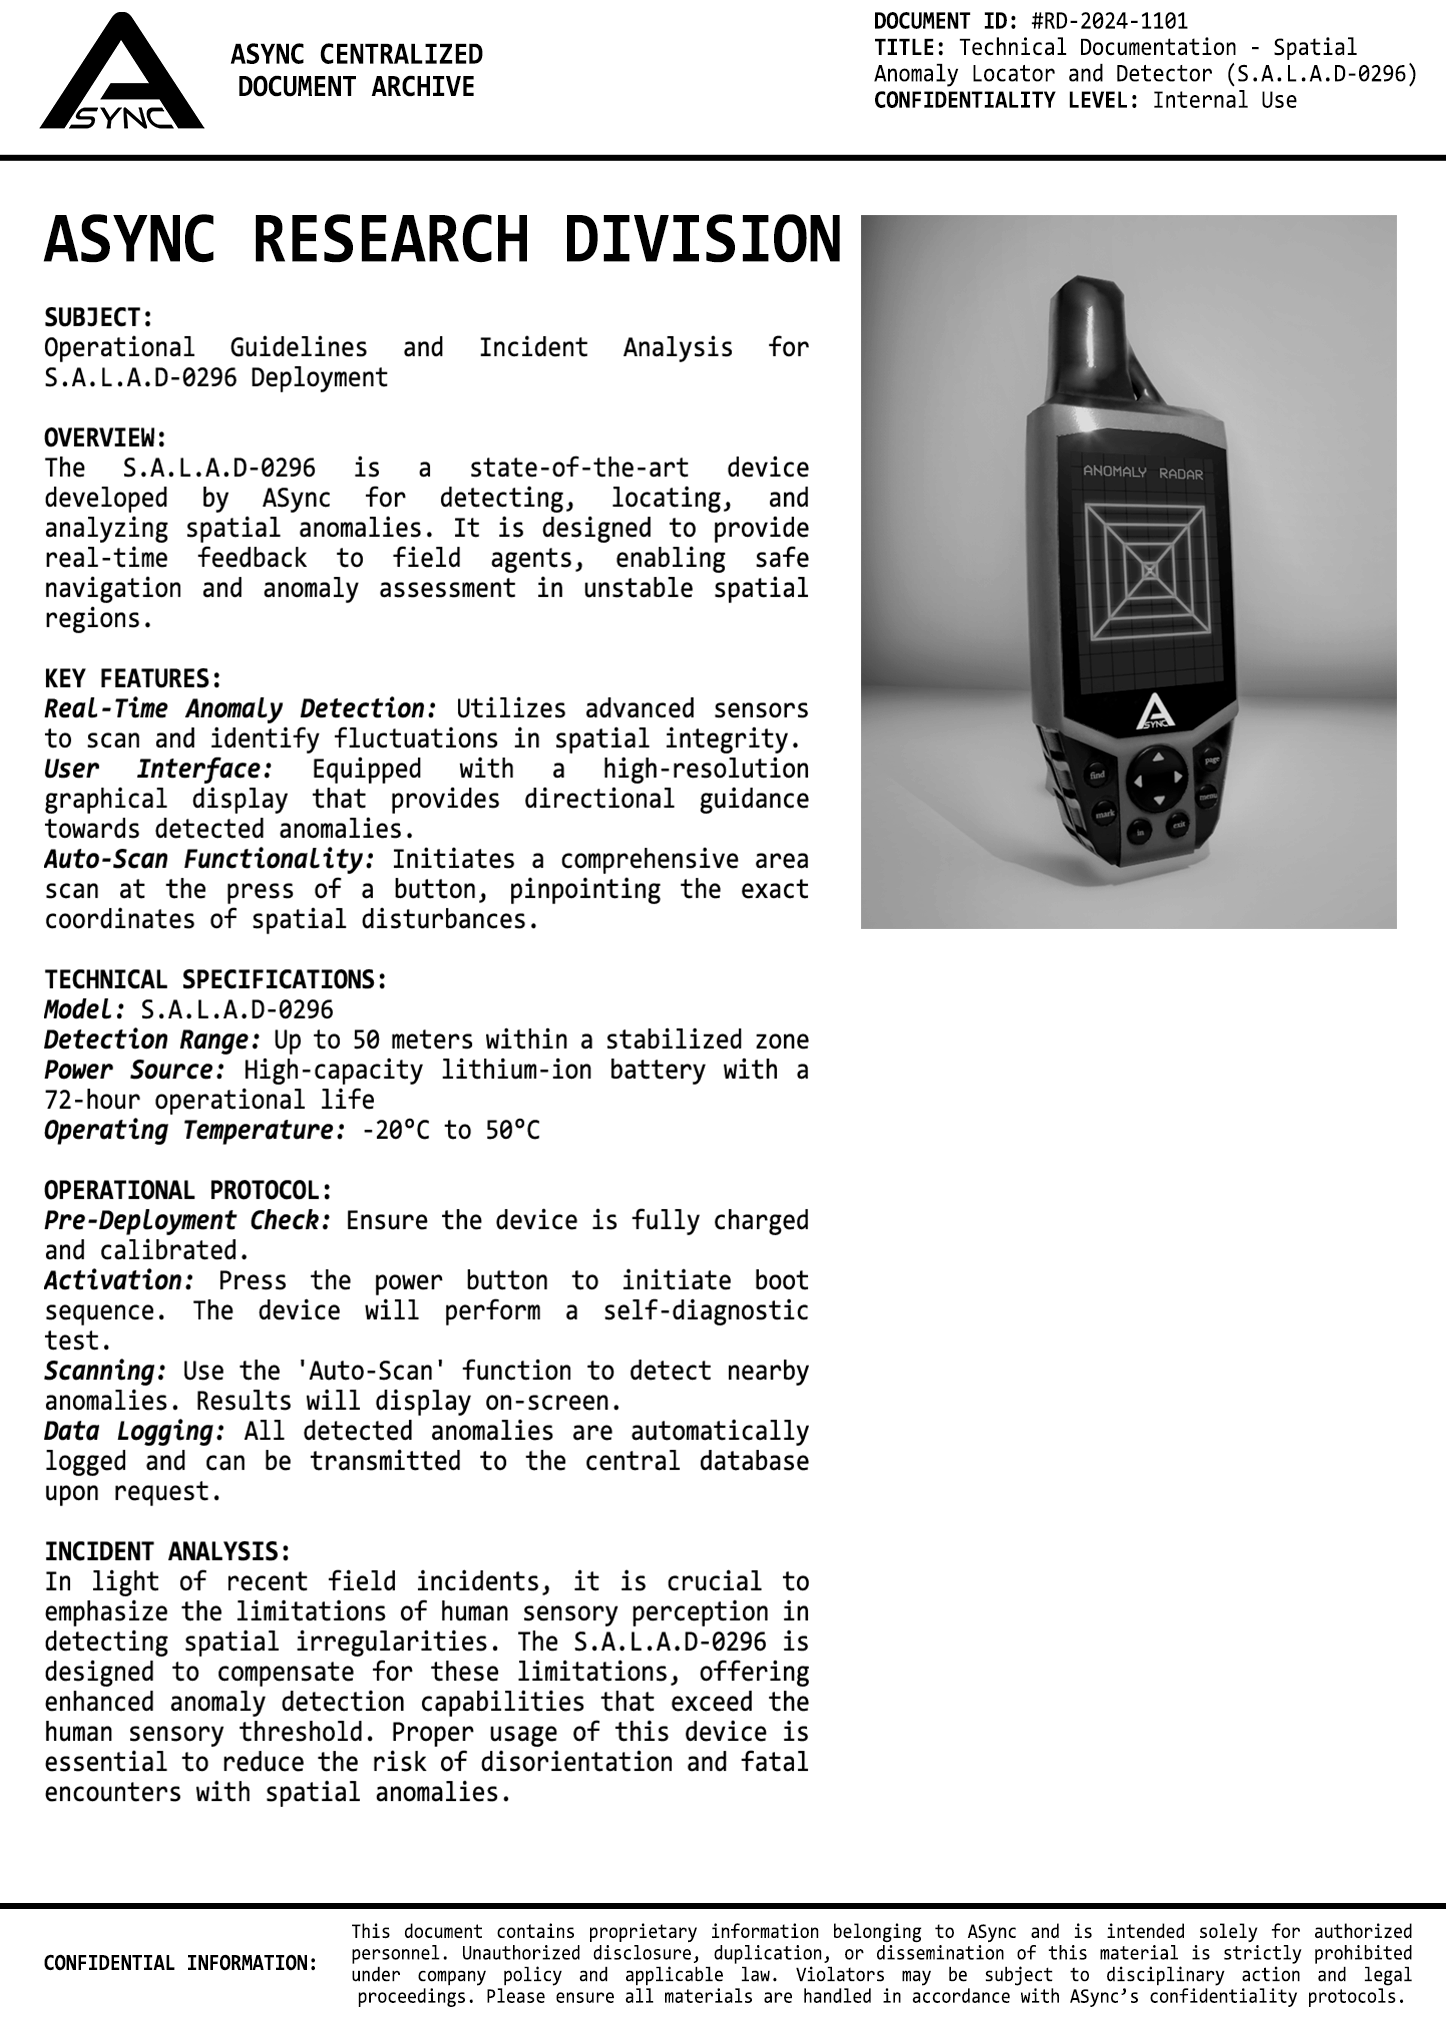 ASYNC
ASYNC CENTRALIZED
DOCUMENT ARCHIVE
DOCUMENT ID: #RD-2024-1101
TITLE: Technical Documentation - Spatial
Anomaly Locator and Detector (S.A.L.A.D-0296)
CONFIDENTIALITY LEVEL: Internal Use
ASYNC RESEARCH DIVISION
SUBJECT:
Operational Guidelines and Incident Analysis for
S.A.L.A.D-0296 Deployment
OVERVIEW:
The S.A.L.A.D-0296 is a state-of-the-art device
developed by ASync for detecting, locating, and
analyzing spatial anomalies. It is designed to provide
real-time feedback to field agents, enabling safe
navigation and anomaly assessment in unstable spatial
regions.
KEY FEATURES:
Real-Time Anomaly Detection: Utilizes advanced sensors
to scan and identify fluctuations in spatial integrity.
User Interface: Equipped with a high-resolution
graphical display that provides directional guidance
towards detected anomalies.
Auto-Scan Functionality: Initiates a comprehensive area
scan at the press of a button, pinpointing the exact
coordinates of spatial disturbances.
TECHNICAL SPECIFICATIONS:
Model: S.A.L.A.D-0296
Detection Range: Up to 50 meters within a stabilized zone
Power Source: High-capacity lithium-ion battery with a
72-hour operational life
Operating Temperature: -20°C to 50°C
OPERATIONAL PROTOCOL:
Pre-Deployment Check: Ensure the device is fully charged
and calibrated.
Activation: Press the power button to initiate boot
sequence. The device will perform a self-diagnostic
test.
Scanning: Use the 'Auto-Scan' function to detect nearby
anomalies. Results will display on-screen.
Data Logging: All detected anomalies are automatically
logged and can be transmitted to the central database
upon request.
INCIDENT ANALYSIS:
In light of recent field incidents, it is crucial to
emphasize the limitations of human sensory perception in
detecting spatial irregularities. The S.A.L.A.D-0296 is
designed to compensate for these limitations, offering
enhanced anomaly detection capabilities that exceed the
human sensory threshold. Proper usage of this device is
essential to reduce the risk of disorientation and fatal
encounters with spatial anomalies.
ANOMALY RADAR
ASYNC
find
page
mark
menu
in
exit
CONFIDENTIAL INFORMATION:
This document contains proprietary information belonging to ASync and is intended solely for authorized
personnel. Unauthorized disclosure, duplication, or dissemination of this material is strictly prohibited
under company policy and applicable law. Violators may be subject to disciplinary action and legal
proceedings. Please ensure all materials are handled in accordance with ASync’s confidentiality protocols.